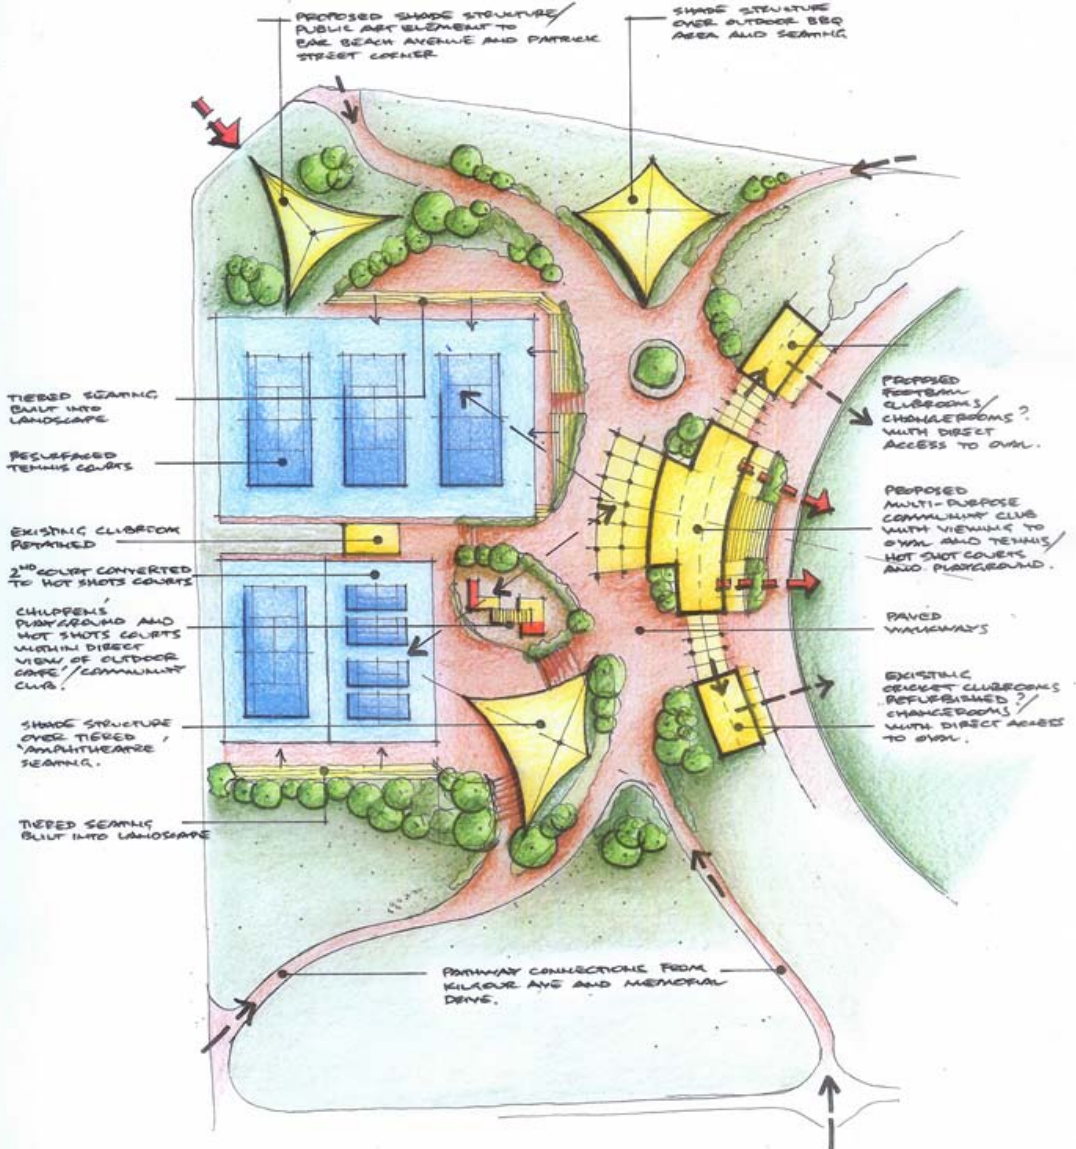 PROPOSED SHADE STRUCTURE/
PUBLIC ART ELEMENT TO
BAR BEACH AVENUE AND PATRICK
STREET CORNER
SHADE STRUCTURE
OVER OUTDOOR BBQ
AREA AND SEATING
TIERED SEATING
BUILT INTO
LANDSCAPE
RESURFACED
TENNIS COURTS
EXISTING CLUBROOM
RETAINED
2ND COURT CONVERTED
TO HOT SHOTS COURTS
CHILDRENS'
PLAYGROUND AND
HOT SHOTS COURTS
WITHIN DIRECT
VIEW OF OUTDOOR
CAFE'/COMMUNITY
CLUB.
SHADE STRUCTURE
OVER TIERED
'AMPHITHEATRE'
SEATING.
TIERED SEATING
BUILT INTO LANDSCAPE
PROPOSED
FOOTBALL
CLUBROOMS/
CHANGEROOMS?
WITH DIRECT
ACCESS TO OVAL.
PROPOSED
MULTI-PURPOSE
COMMUNITY CLUB
WITH VIEWING TO
OVAL AND TENNIS/
HOT SHOT COURTS
AND PLAYGROUND.
PAVED
WALKWAYS
EXISTING
CRICKET CLUBROOMS
REFURBISHED?
CHANGEROOMS/
WITH DIRECT ACCESS
TO OVAL.
PATHWAY CONNECTIONS FROM
KILGOUR AVE AND MEMORIAL
DRIVE.